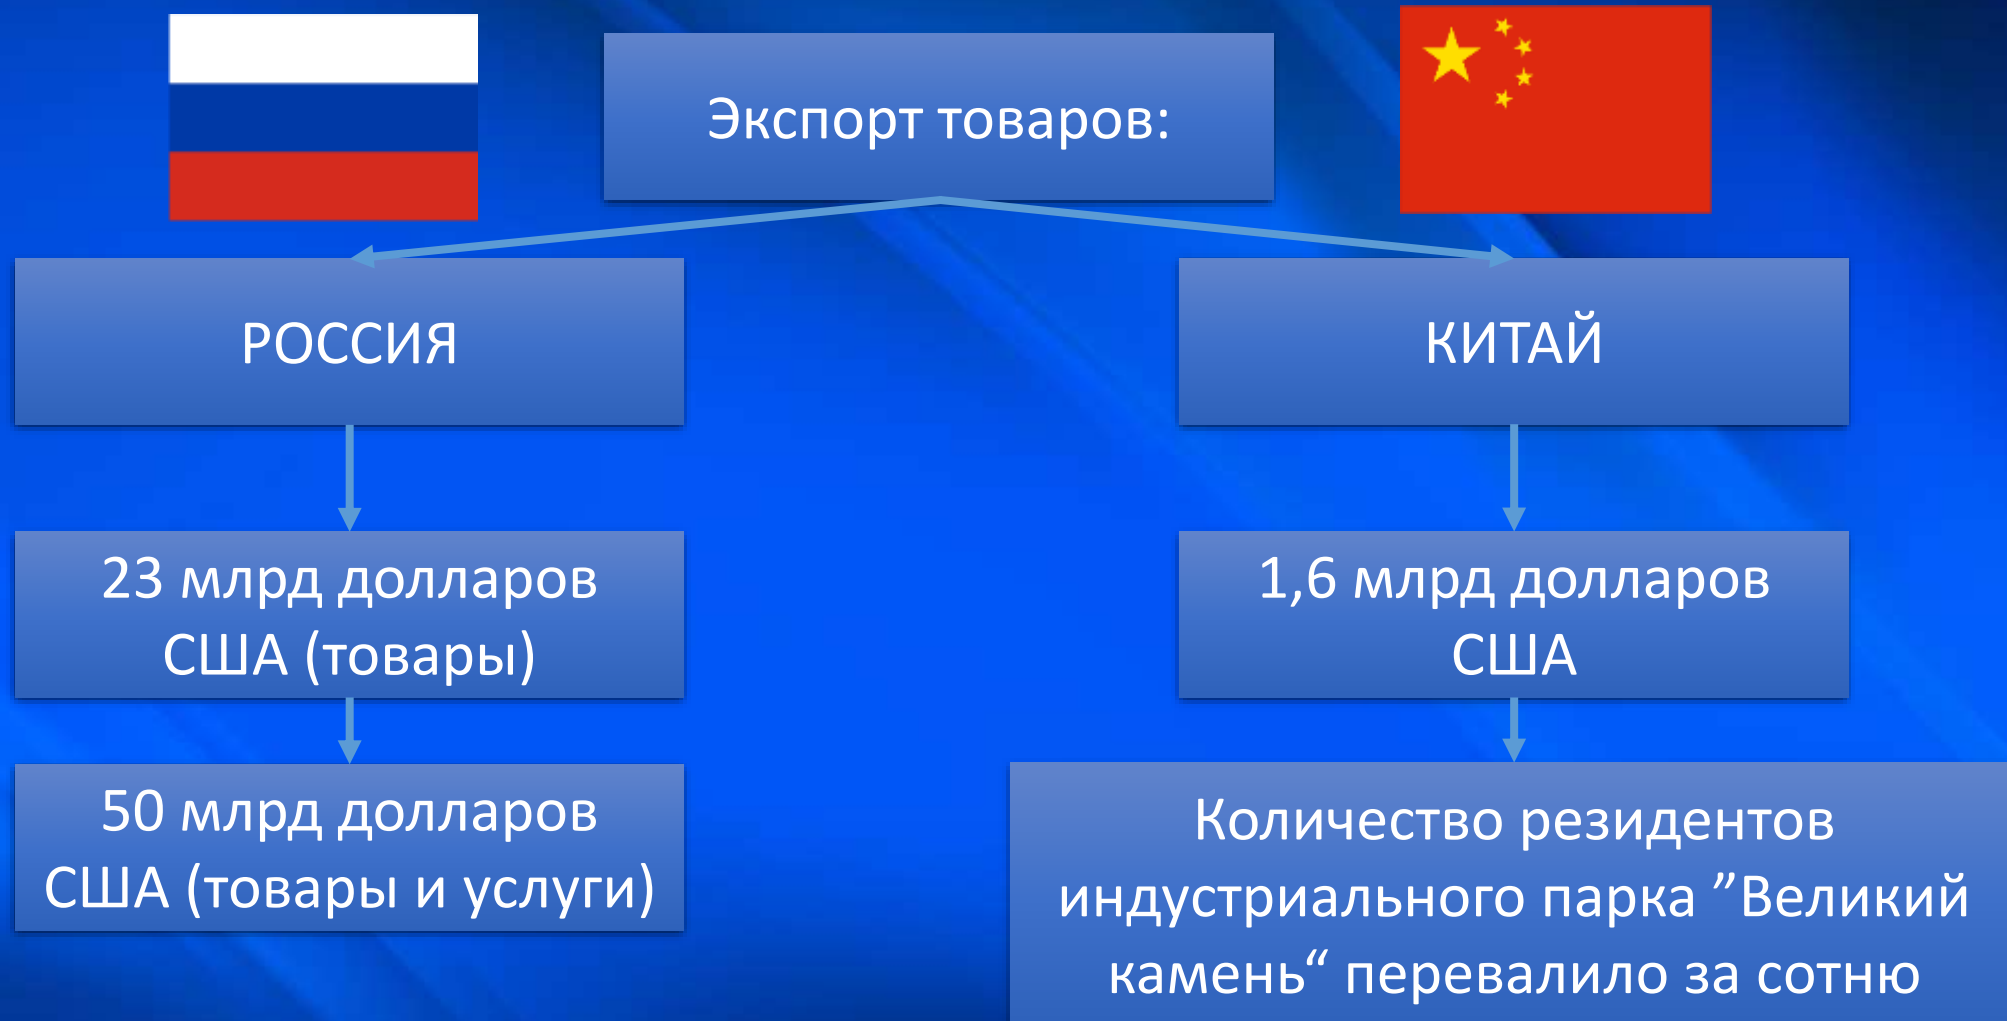 Экспорт товаров:
РОССИЯ
КИТАЙ
23 млрд долларов
США (товары)
1,6 млрд долларов
США
50 млрд долларов
США (товары и услуги)
Количество резидентов
индустриального парка ”Великий
камень“ перевалило за сотню